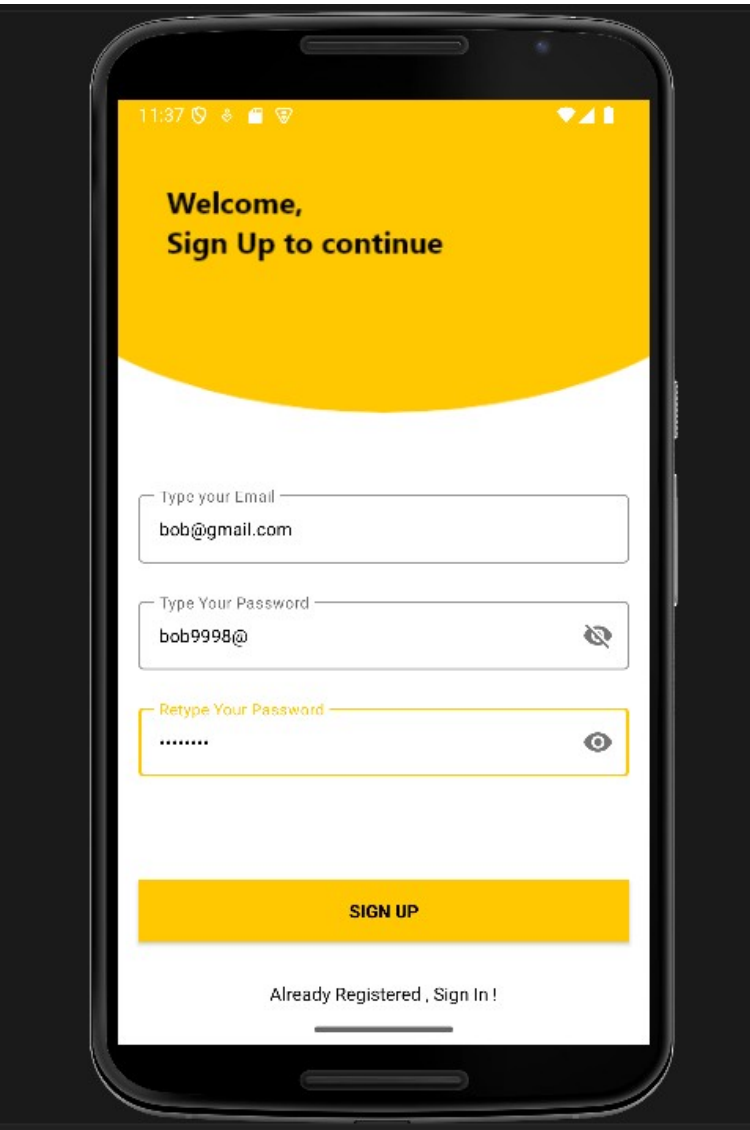 11:37
Welcome,
Sign Up to continue
Type your Email
bob@gmail.com
Type Your Password
bob9998@
Retype Your Password
••••••••
SIGN UP
Already Registered , Sign In !